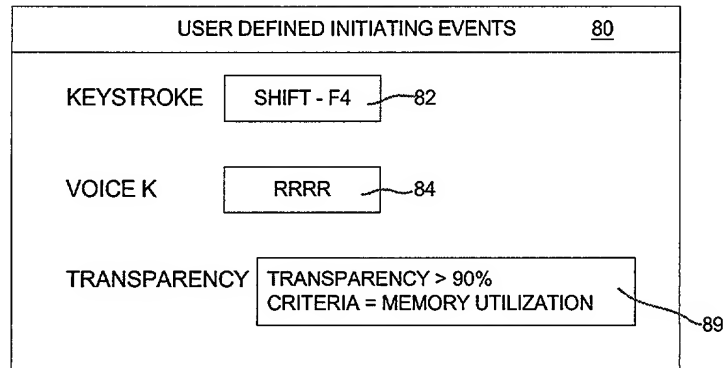 USER DEFINED INITIATING EVENTS 80
KEYSTROKE SHIFT - F4 82
VOICE K RRRR 84
TRANSPARENCY TRANSPARENCY > 90%
CRITERIA = MEMORY UTILIZATION
89